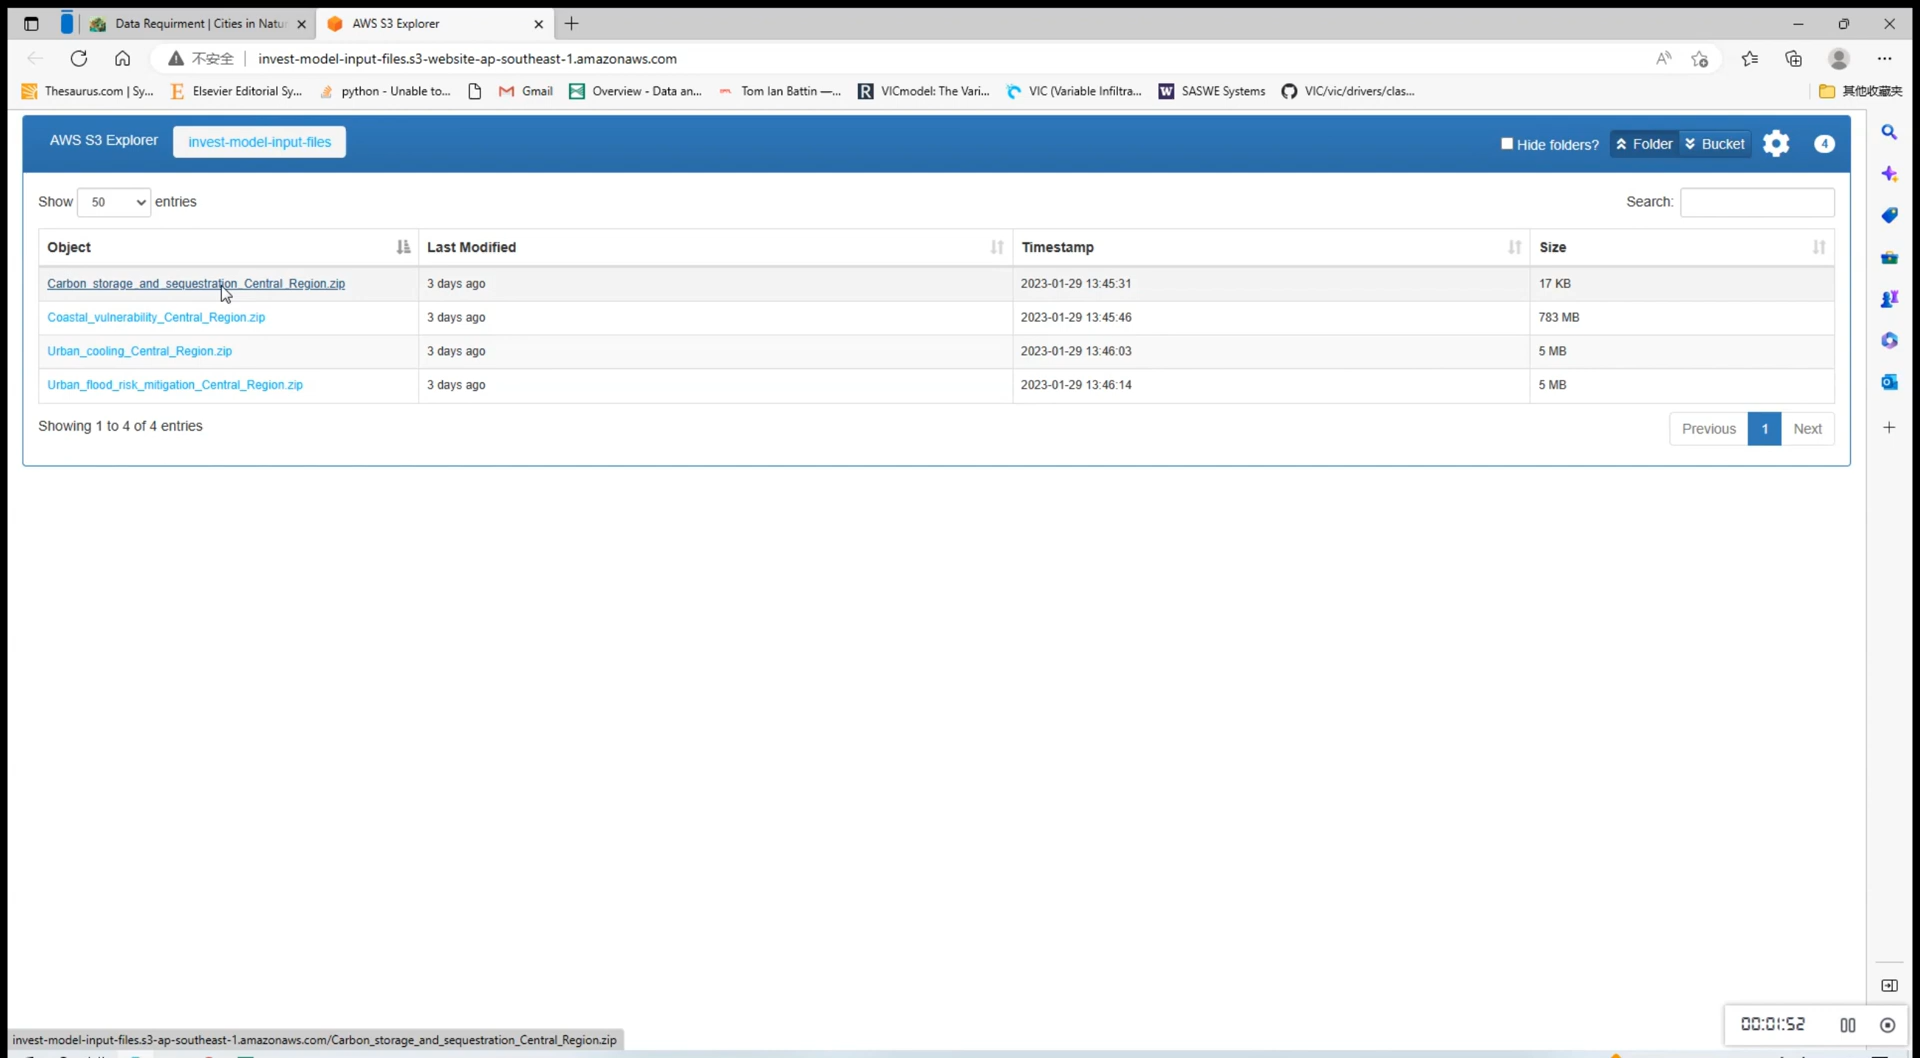 Data Requirment | Cities in Natu
AWS S3 Explorer
不安全
invest-model-input-files.s3-website-ap-southeast-1.amazonaws.com
Thesaurus.com | Sy...
Elsevier Editorial Sy...
python - Unable to...
Gmail
Overview - Data an...
Tom Ian Battin —...
VICmodel: The Vari...
VIC (Variable Infiltra...
SASWE Systems
VIC/vic/drivers/clas...
其他收藏夹
AWS S3 Explorer
invest-model-input-files
Hide folders?
Folder
Bucket
4
Show 50 entries
Search:
Object Last Modified Timestamp Size
Carbon_storage_and_sequestration_Central_Region.zip 3 days ago 2023-01-29 13:45:31 17 KB
Coastal_vulnerability_Central_Region.zip 3 days ago 2023-01-29 13:45:46 783 MB
Urban_cooling_Central_Region.zip 3 days ago 2023-01-29 13:46:03 5 MB
Urban_flood_risk_mitigation_Central_Region.zip 3 days ago 2023-01-29 13:46:14 5 MB
Showing 1 to 4 of 4 entries
Previous 1 Next
00:01:52
invest-model-input-files.s3-ap-southeast-1.amazonaws.com/Carbon_storage_and_sequestration_Central_Region.zip